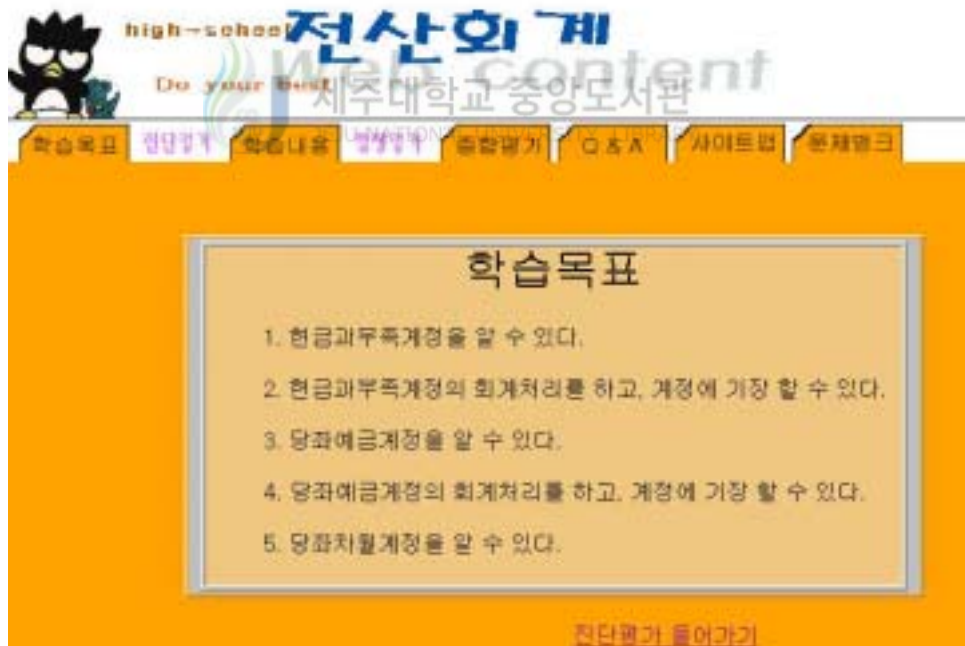 high-school 전산회계
Web content
Do your best
제주대학교 중앙도서관
학습목표 진단평가 학습내용 형성평가 종합평가 Q & A 사이트맵 문제뱅크
학습목표
1. 현금과부족계정을 알 수 있다.
2. 현금과부족계정의 회계처리를 하고, 계정에 기장 할 수 있다.
3. 당좌예금계정을 알 수 있다.
4. 당좌예금계정의 회계처리를 하고, 계정에 기장 할 수 있다.
5. 당좌차월계정을 알 수 있다.
진단평가 들어가기